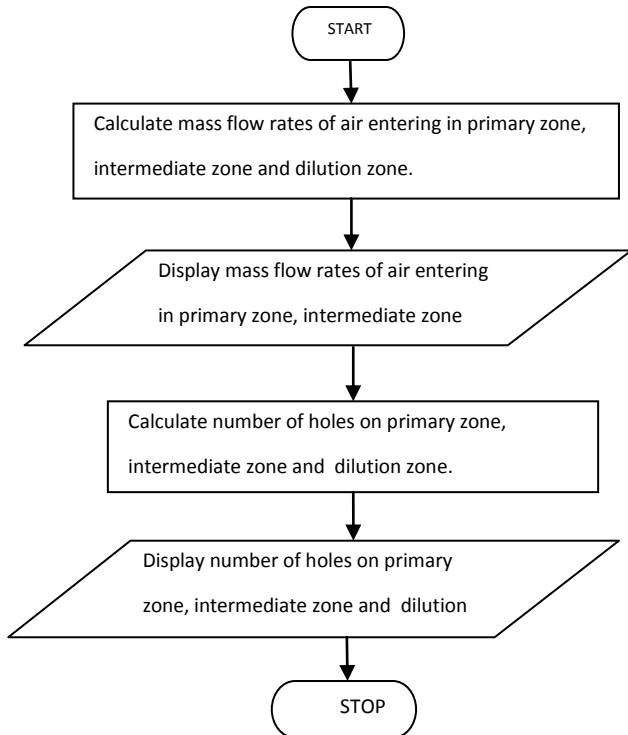 START
Calculate mass flow rates of air entering in primary zone,
intermediate zone and dilution zone.
Display mass flow rates of air entering
in primary zone, intermediate zone
Calculate number of holes on primary zone,
intermediate zone and dilution zone.
Display number of holes on primary
zone, intermediate zone and dilution
STOP